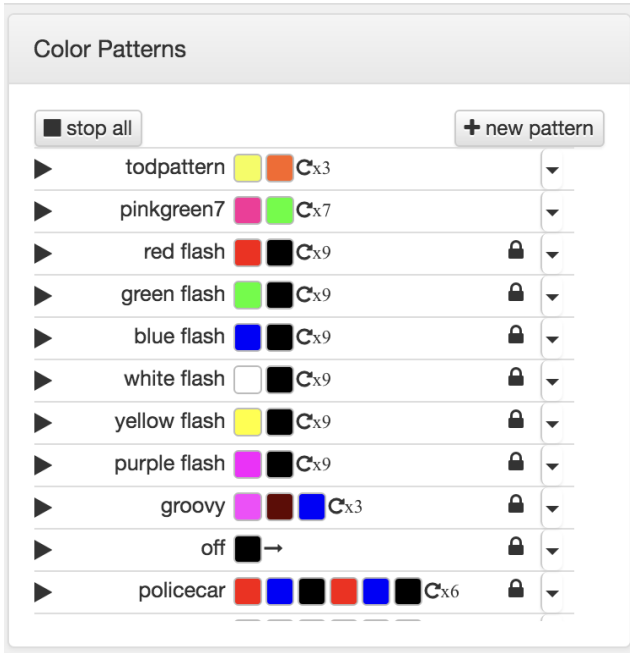 Color Patterns
stop all
+ new pattern
todpattern x3
pinkgreen7 x7
red flash x9
green flash x9
blue flash x9
white flash x9
yellow flash x9
purple flash x9
groovy x3
off
policecar x6